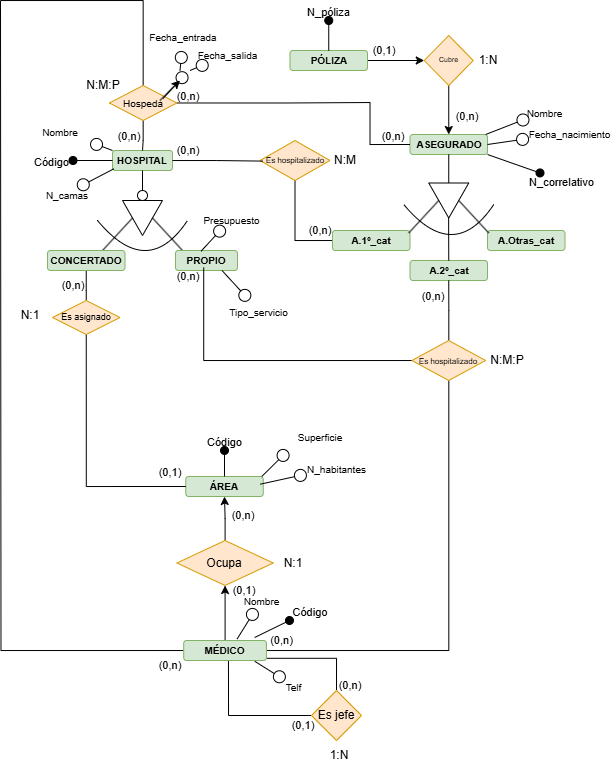 N_póliza
PÓLIZA
(0,1)
Cubre
1:N
(0,n)
Fecha_entrada
Fecha_salida
N:M:P
Hospeda
(0,n)
(0,n)
(0,n)
ASEGURADO
Nombre
Fecha_nacimiento
N_correlativo
Nombre
Código
HOSPITAL
(0,n)
N_camas
Es hospitalizado
N:M
(0,n)
A.1º_cat
A.Otras_cat
A.2º_cat
(0,n)
Presupuesto
CONCERTADO
PROPIO
(0,n)
(0,n)
Tipo_servicio
N:1
Es asignado
Es hospitalizado
N:M:P
Código
Superficie
N_habitantes
(0,1)
ÁREA
(0,n)
Ocupa
N:1
(0,1)
Nombre
Código
(0,n)
MÉDICO
(0,n)
Telf
(0,n)
Es jefe
(0,1)
1:N